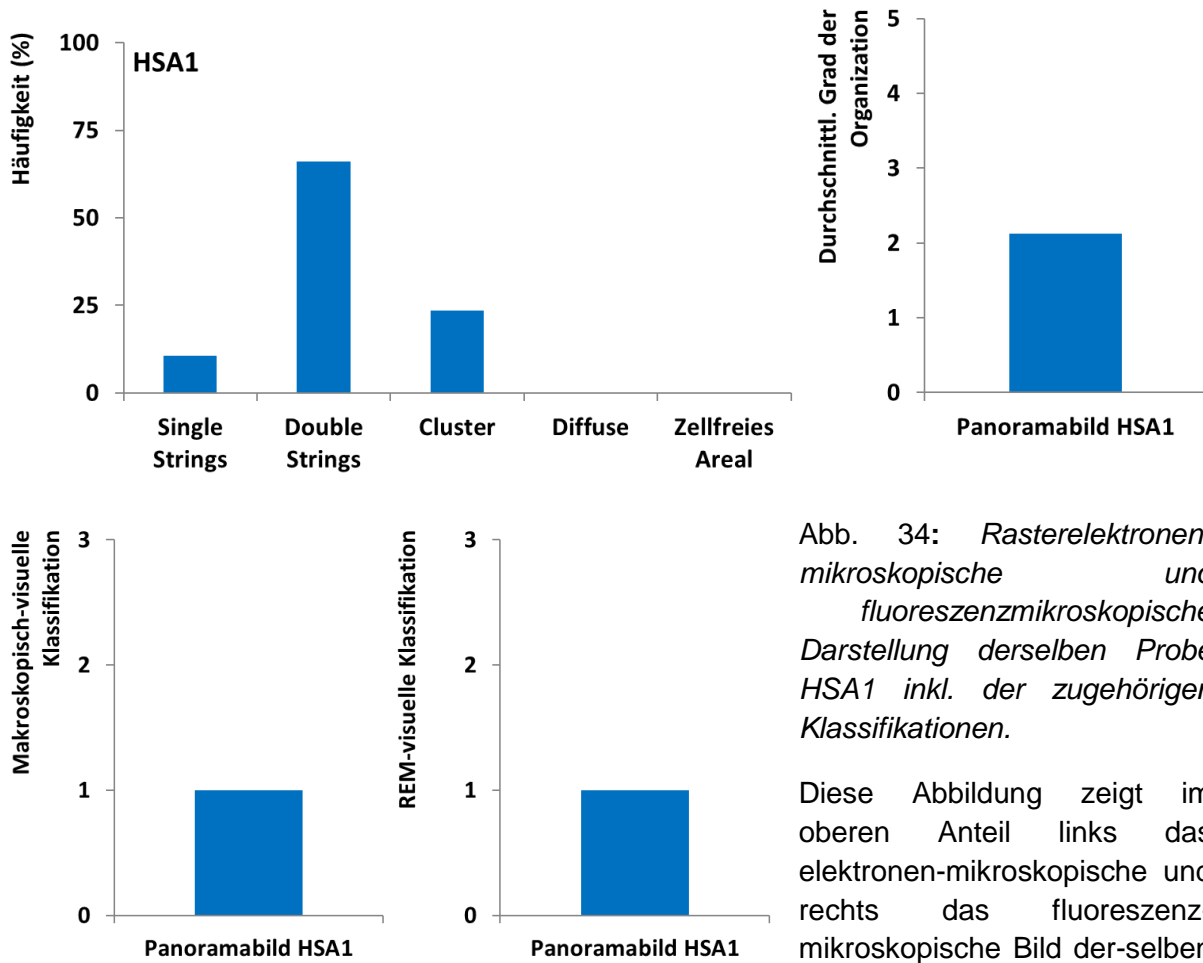 Häufigkeit (%)
100
75
50
25
0
HSA1
Single
Strings
Double
Strings
Cluster
Diffuse
Zellfreies
Areal
Durchschnittl. Grad der
Organization
5
4
3
2
1
0
Panoramabild HSA1
Makroskopisch-visuelle
Klassifikation
3
2
1
0
Panoramabild HSA1
REM-visuelle Klassifikation
3
2
1
0
Panoramabild HSA1
Abb. 34: Rasterelektronen
mikroskopische und
fluoreszenzmikroskopische
Darstellung derselben Probe
HSA1 inkl. der zugehöriger
Klassifikationen.
Diese Abbildung zeigt im
oberen Anteil links das
elektronen-mikroskopische und
rechts das fluoreszenz
mikroskopische Bild der-selben